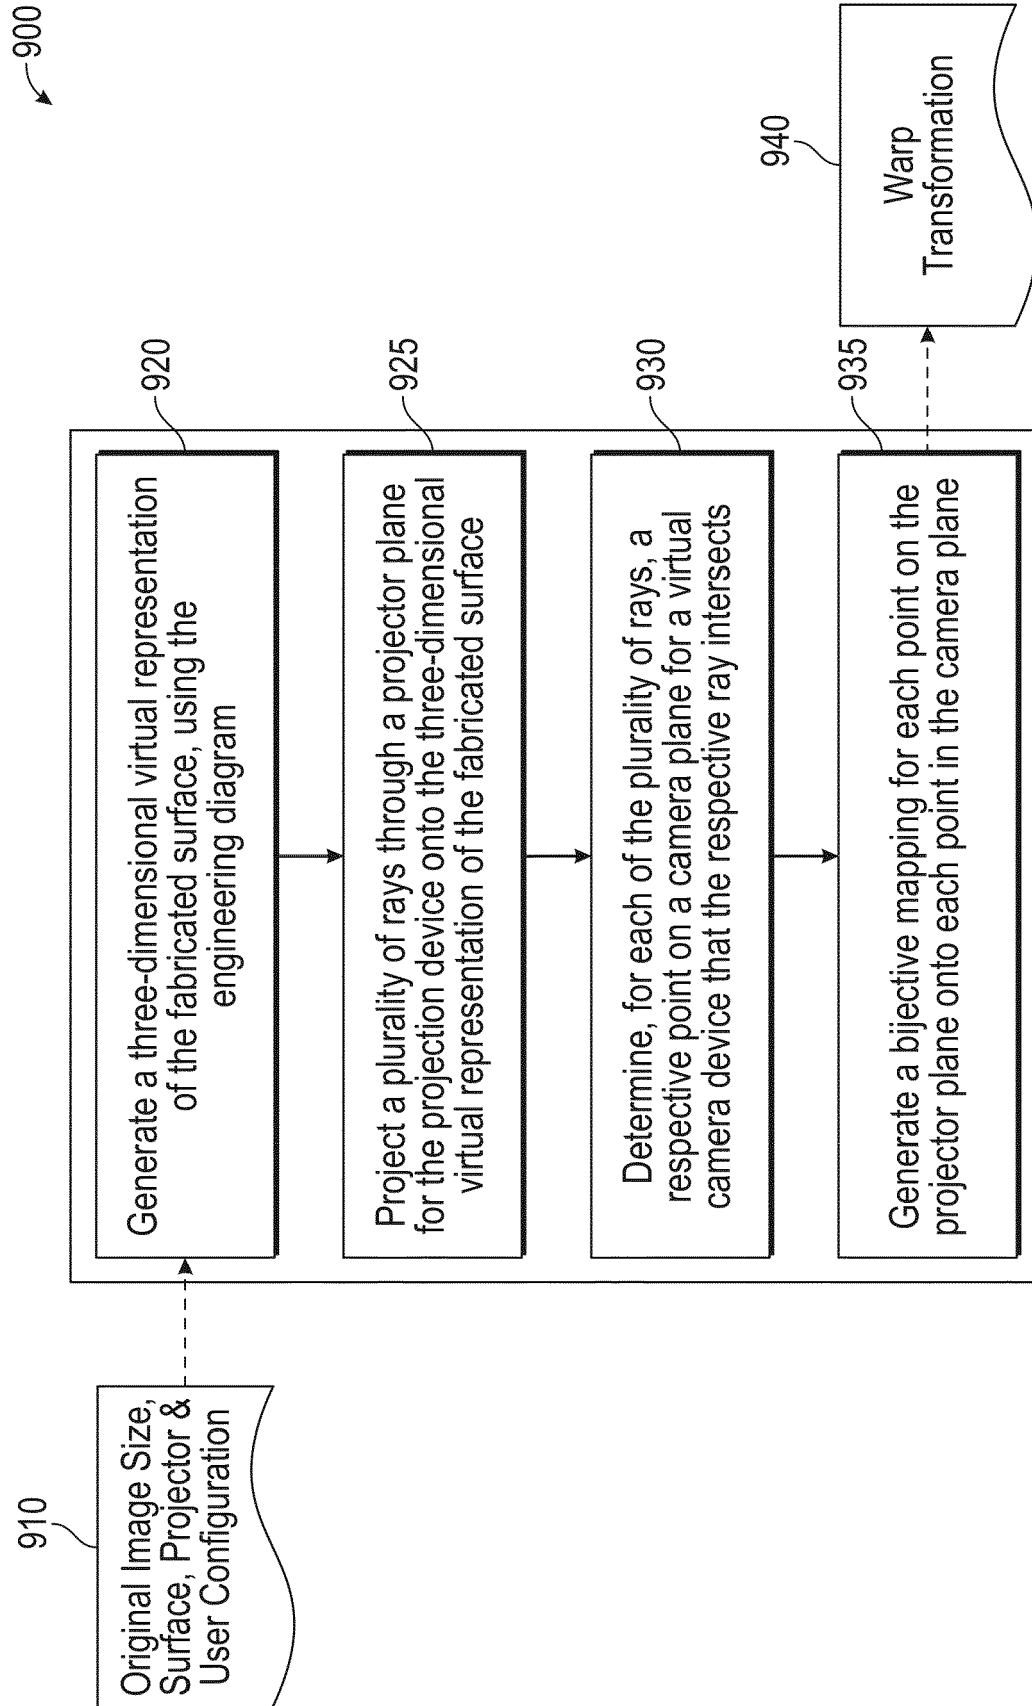 900
910
Original Image Size,
Surface, Projector &
User Configuration
920
Generate a three-dimensional virtual representation
of the fabricated surface, using the
engineering diagram
925
Project a plurality of rays through a projector plane
for the projection device onto the three-dimensional
virtual representation of the fabricated surface
930
Determine, for each of the plurality of rays, a
respective point on a camera plane for a virtual
camera device that the respective ray intersects
935
Generate a bijective mapping for each point on the
projector plane onto each point in the camera plane
940
Warp
Transformation